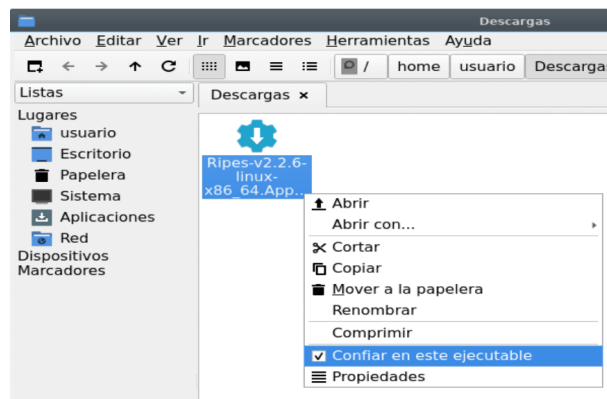 Descargas
Archivo Editar Ver Ir Marcadores Herramientas Ayuda
/ home usuario Descargas
Listas
Descargas ×
Lugares
usuario
Escritorio
Papelera
Sistema
Aplicaciones
Red
Dispositivos
Marcadores
Ripes-v2.2.6-
linux-
x86_64.App...
Abrir
Abrir con...
Cortar
Copiar
Mover a la papelera
Renombrar
Comprimir
Confiar en este ejecutable
Propiedades